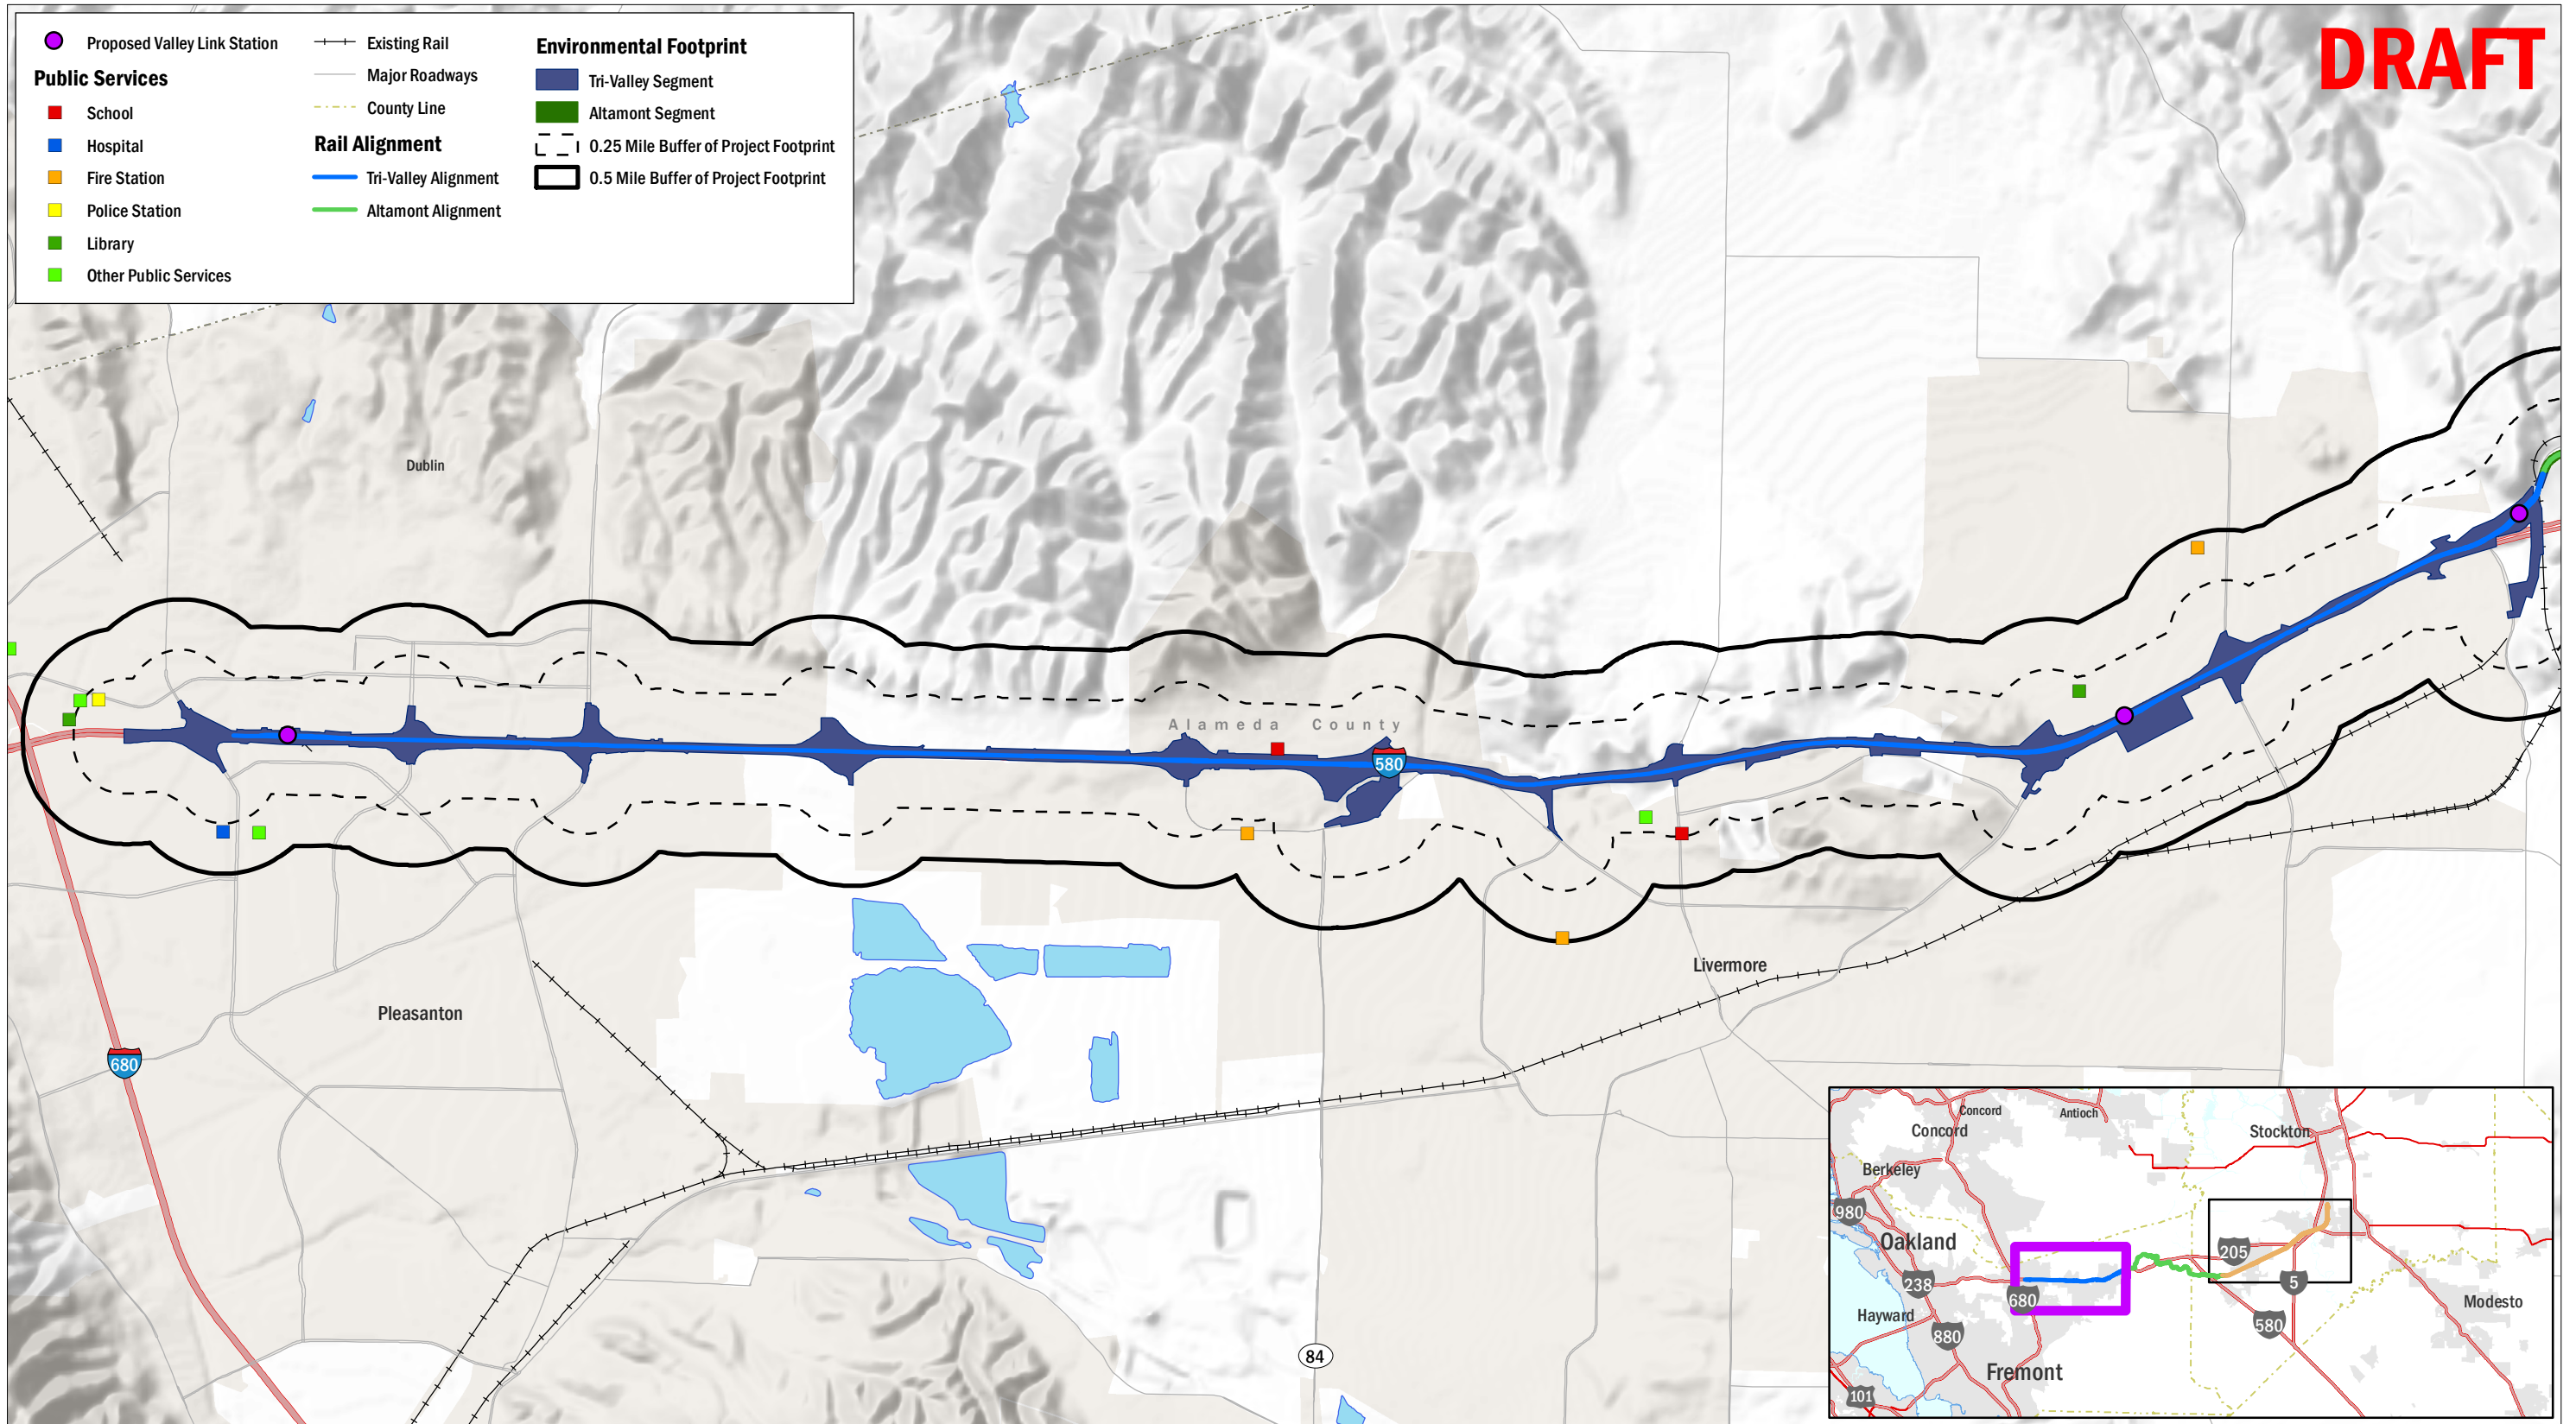 DRAFT
Proposed Valley Link Station
Public Services
School
Hospital
Fire Station
Police Station
Library
Other Public Services
Existing Rail
Major Roadways
County Line
Rail Alignment
Tri-Valley Alignment
Altamont Alignment
Environmental Footprint
Tri-Valley Segment
Altamont Segment
0.25 Mile Buffer of Project Footprint
0.5 Mile Buffer of Project Footprint
Dublin
Alameda County
580
Livermore
Pleasanton
680
84
Concord
Antioch
Concord
Stockton
Berkeley
980
Oakland
205
238
5
680
Modesto
Hayward
580
880
Fremont
101